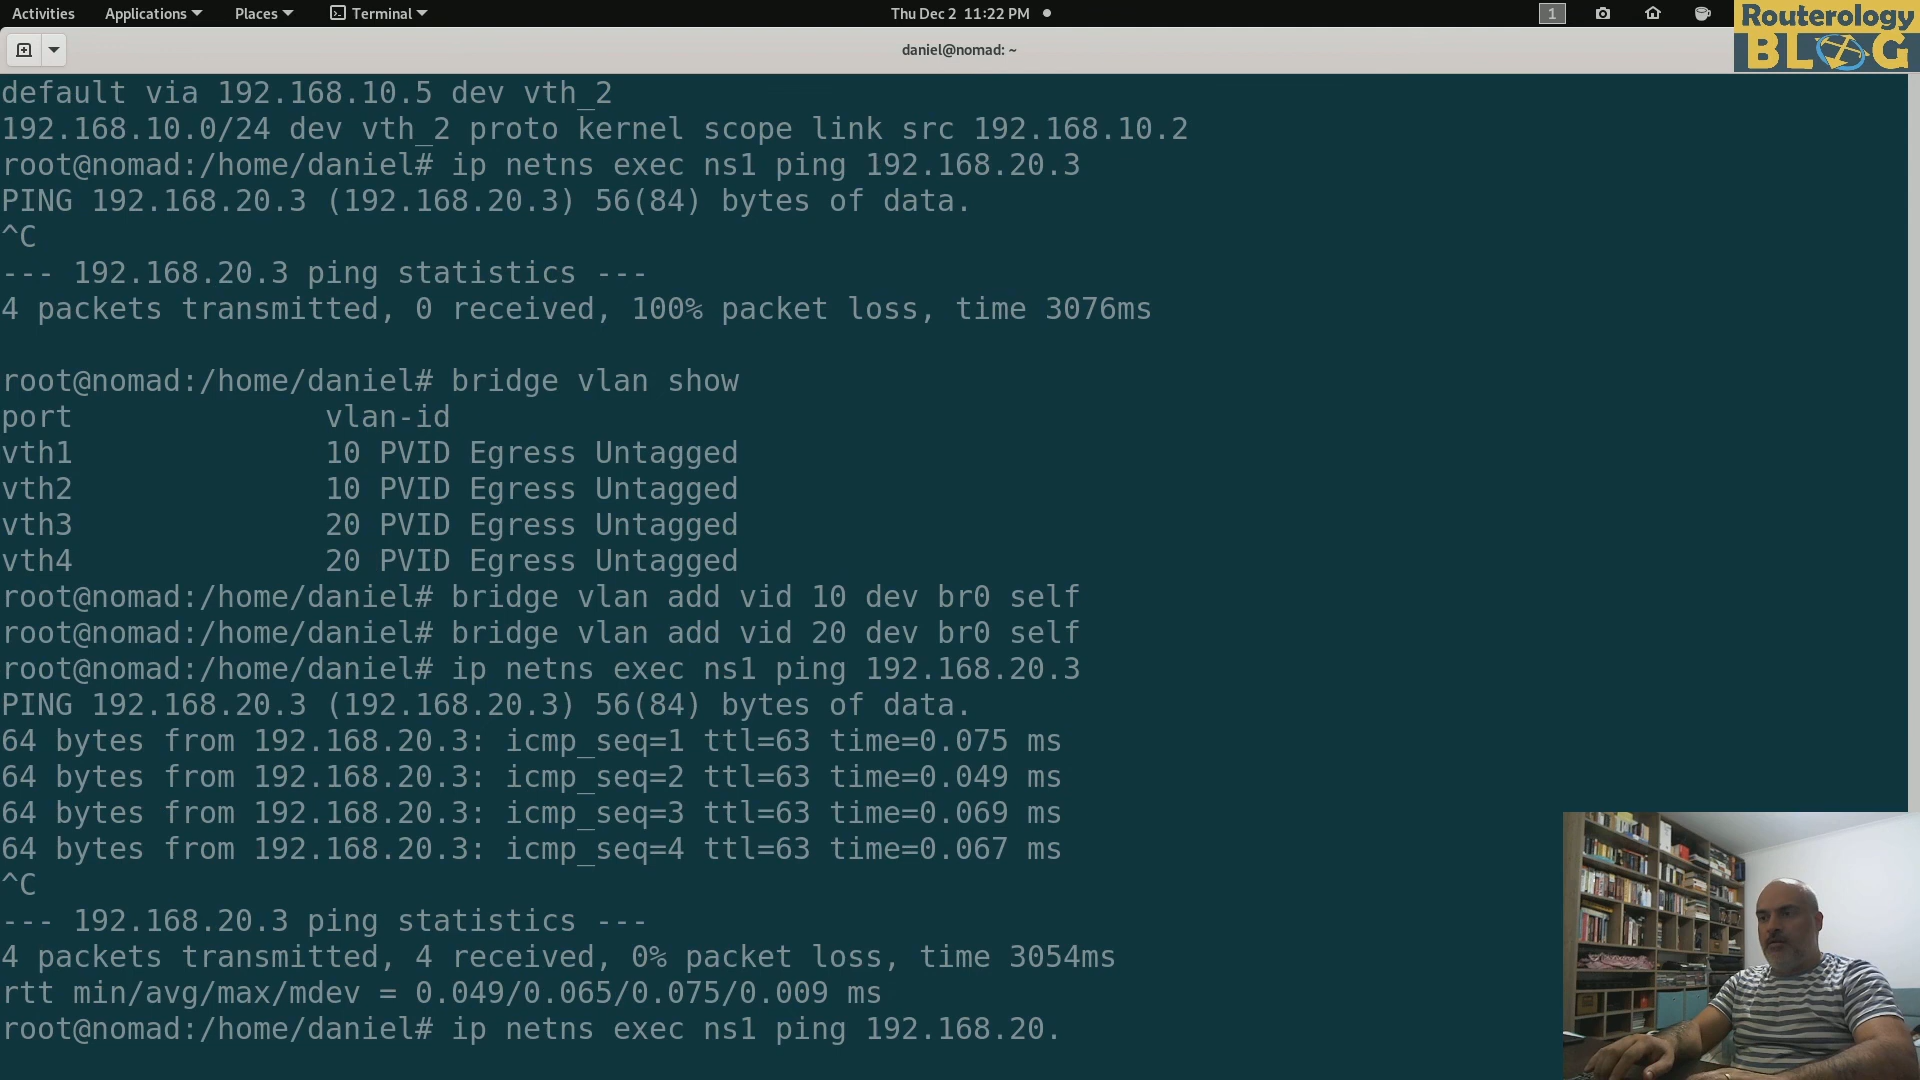 Activities Applications Places Terminal Thu Dec 2 11:22 PM 1
Routerology
BLOG
daniel@nomad: ~
default via 192.168.10.5 dev vth_2
192.168.10.0/24 dev vth_2 proto kernel scope link src 192.168.10.2
root@nomad:/home/daniel# ip netns exec ns1 ping 192.168.20.3
PING 192.168.20.3 (192.168.20.3) 56(84) bytes of data.
^C
--- 192.168.20.3 ping statistics ---
4 packets transmitted, 0 received, 100% packet loss, time 3076ms
root@nomad:/home/daniel# bridge vlan show
port vlan-id
vth1 10 PVID Egress Untagged
vth2 10 PVID Egress Untagged
vth3 20 PVID Egress Untagged
vth4 20 PVID Egress Untagged
root@nomad:/home/daniel# bridge vlan add vid 10 dev br0 self
root@nomad:/home/daniel# bridge vlan add vid 20 dev br0 self
root@nomad:/home/daniel# ip netns exec ns1 ping 192.168.20.3
PING 192.168.20.3 (192.168.20.3) 56(84) bytes of data.
64 bytes from 192.168.20.3: icmp_seq=1 ttl=63 time=0.075 ms
64 bytes from 192.168.20.3: icmp_seq=2 ttl=63 time=0.049 ms
64 bytes from 192.168.20.3: icmp_seq=3 ttl=63 time=0.069 ms
64 bytes from 192.168.20.3: icmp_seq=4 ttl=63 time=0.067 ms
^C
--- 192.168.20.3 ping statistics ---
4 packets transmitted, 4 received, 0% packet loss, time 3054ms
rtt min/avg/max/mdev = 0.049/0.065/0.075/0.009 ms
root@nomad:/home/daniel# ip netns exec ns1 ping 192.168.20.